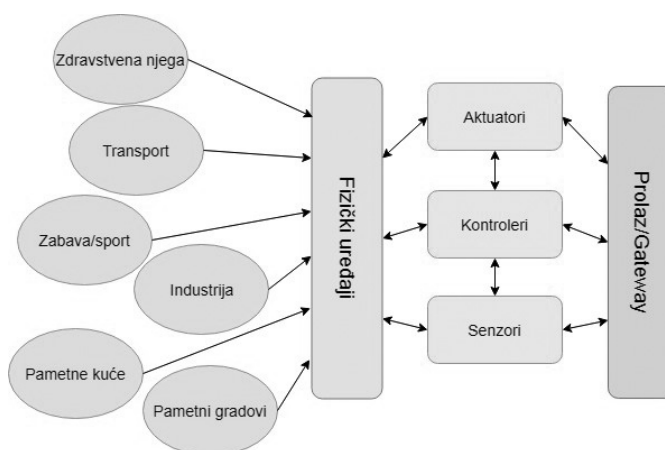 Zdravstvena njega
Transport
Zabava/sport
Industrija
Pametne kuće
Pametni gradovi
Fizički uređaji
Aktuatori
Kontroleri
Senzori
Prolaz/Gateway